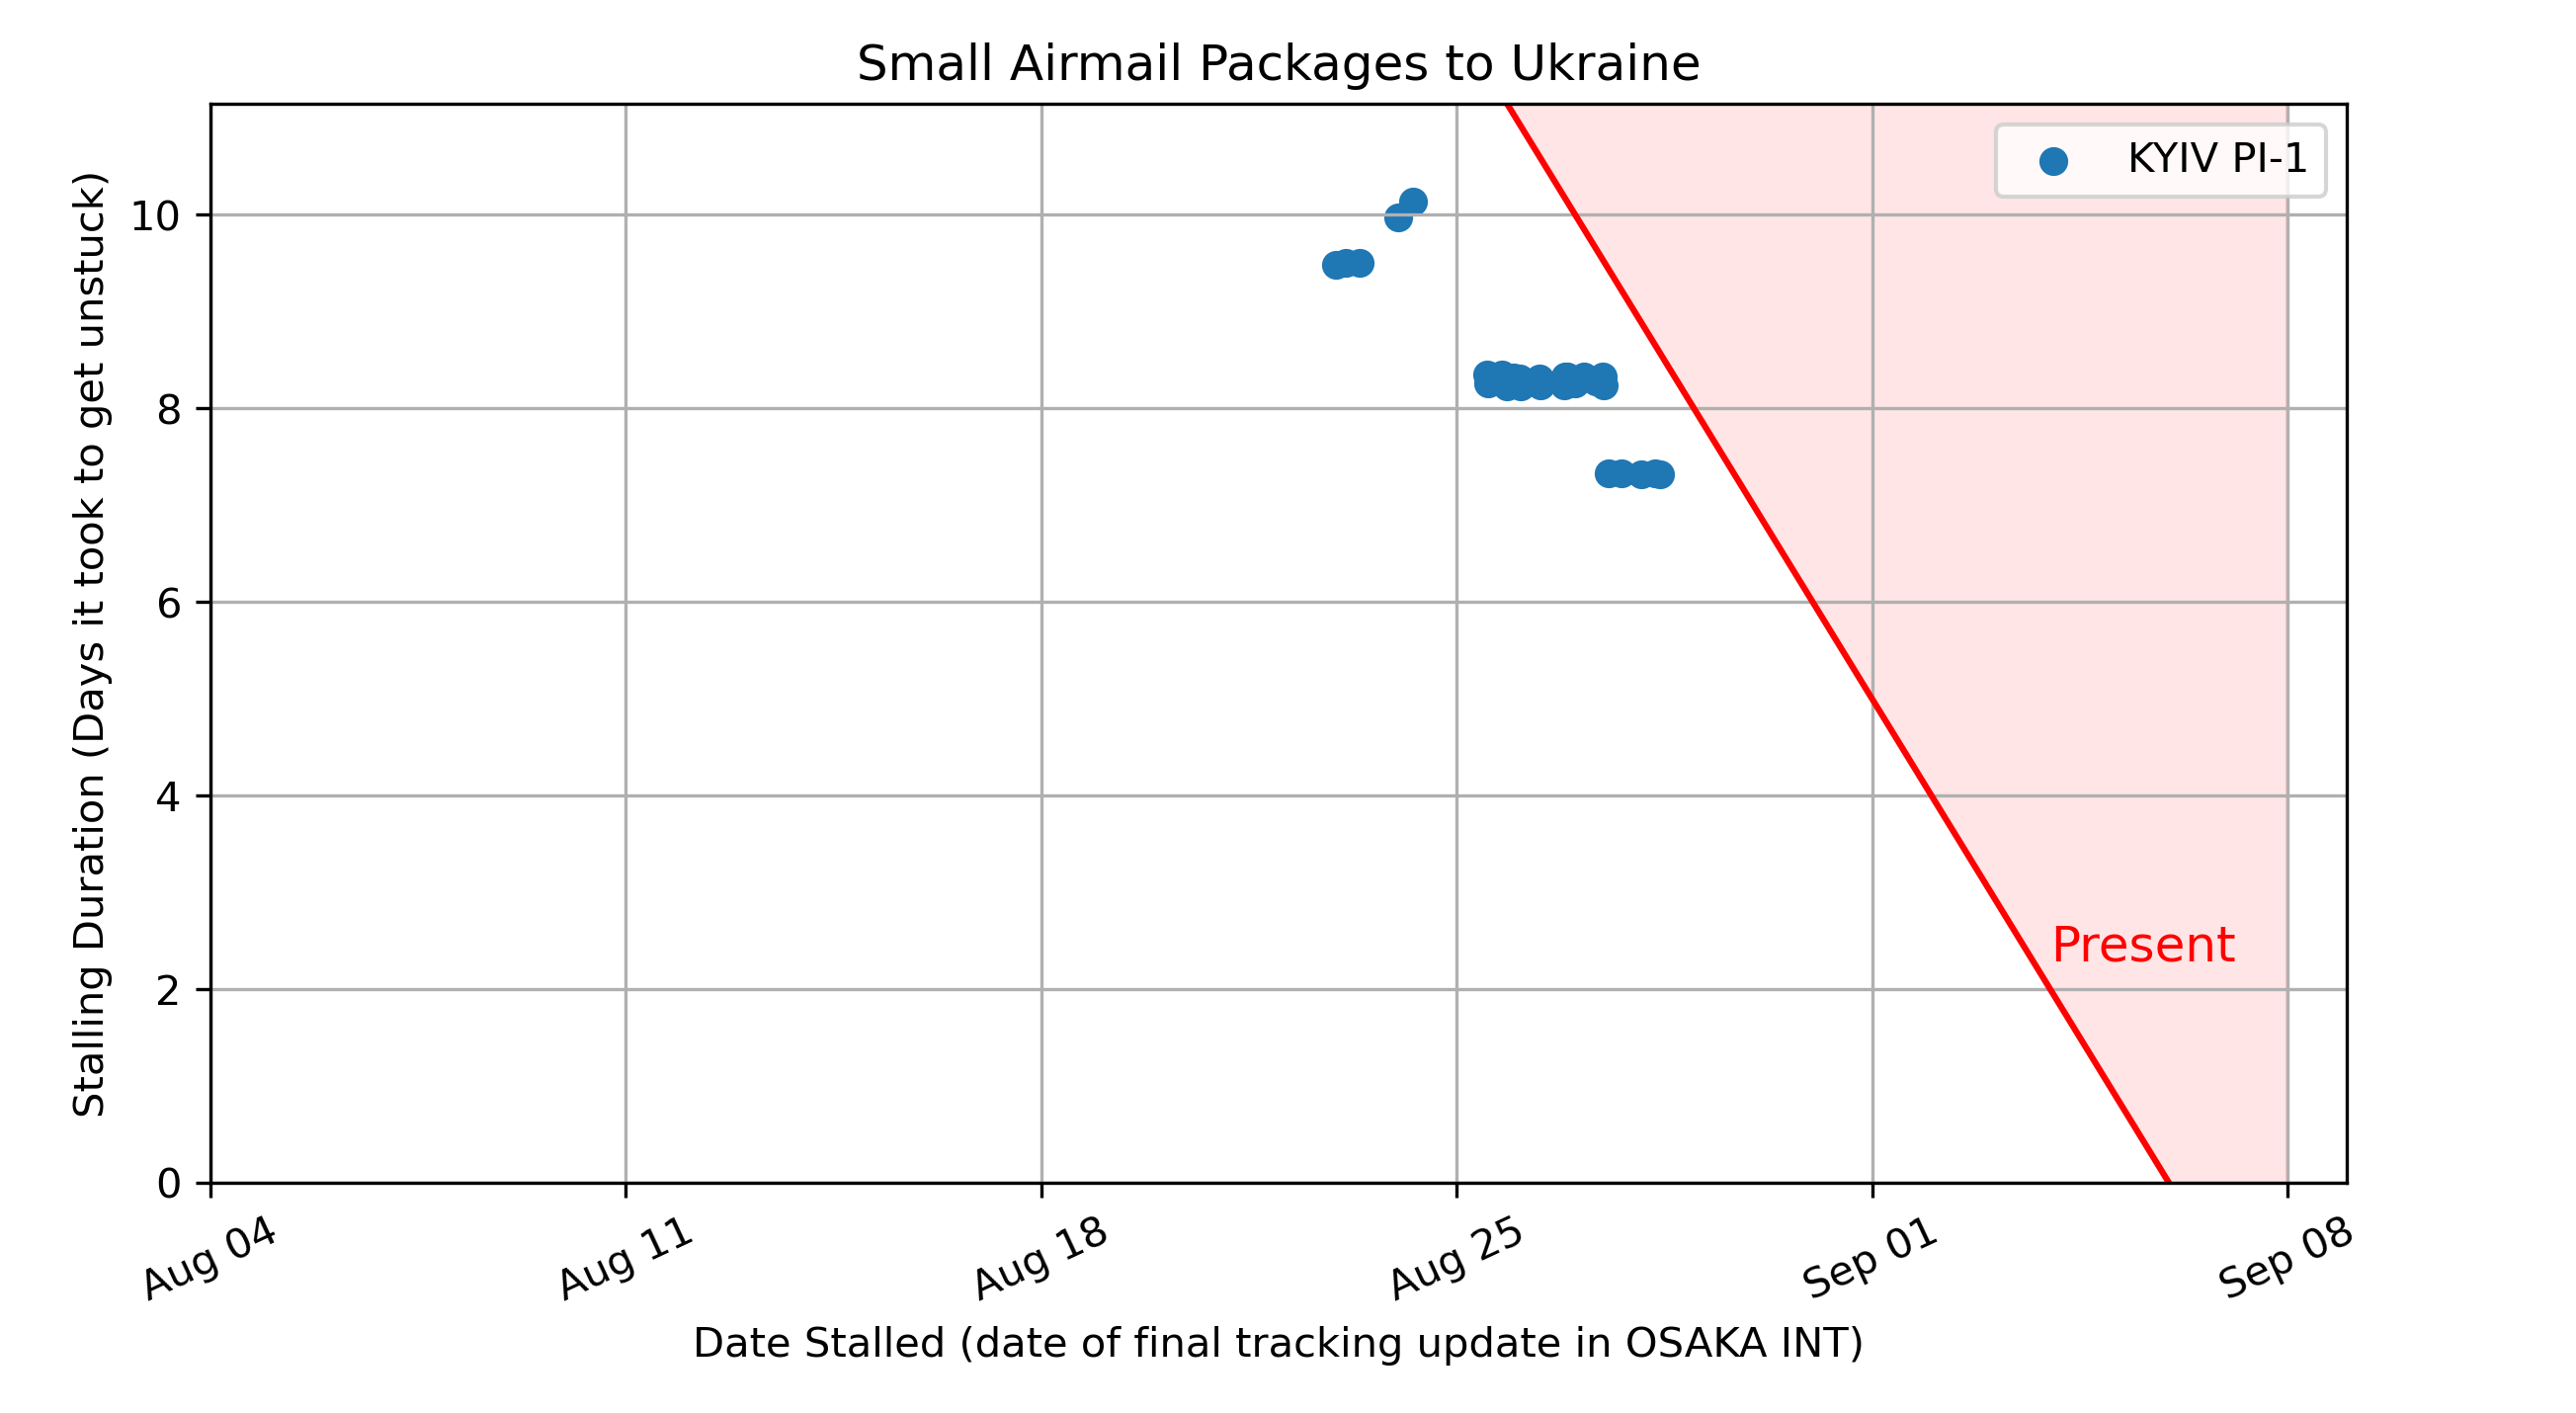 Small Airmail Packages to Ukraine
KYIV PI-1
Stalling Duration (Days it took to get unstuck)
10
8
6
4
2
0
Present
Aug 04
Aug 11
Aug 18
Aug 25
Sep 01
Sep 08
Date Stalled (date of final tracking update in OSAKA INT)